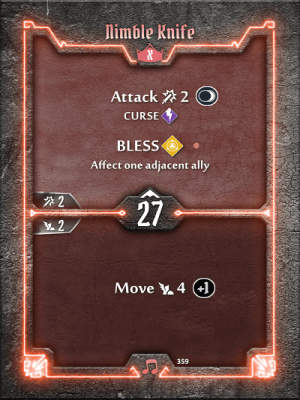 Nimble Knife
X
Attack 2
CURSE
BLESS
Affect one adjacent ally
2
27
2
Move 4 +1
359